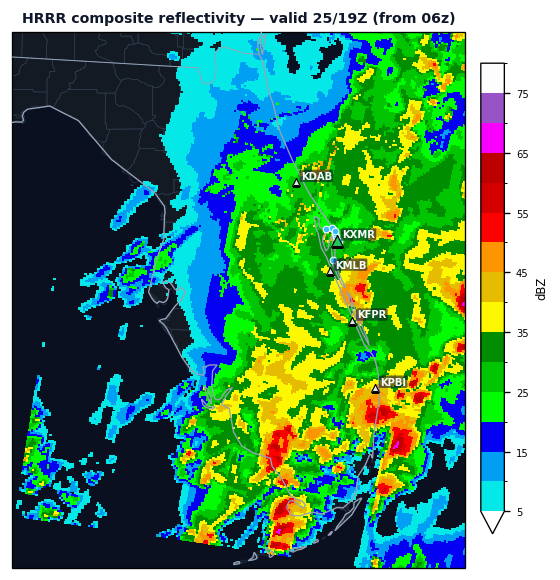 HRRR composite reflectivity — valid 25/19Z (from 06z)
KDAB
KXMR
KMLB
KFPR
KPBI
75
65
55
45
35
25
15
5
dBZ